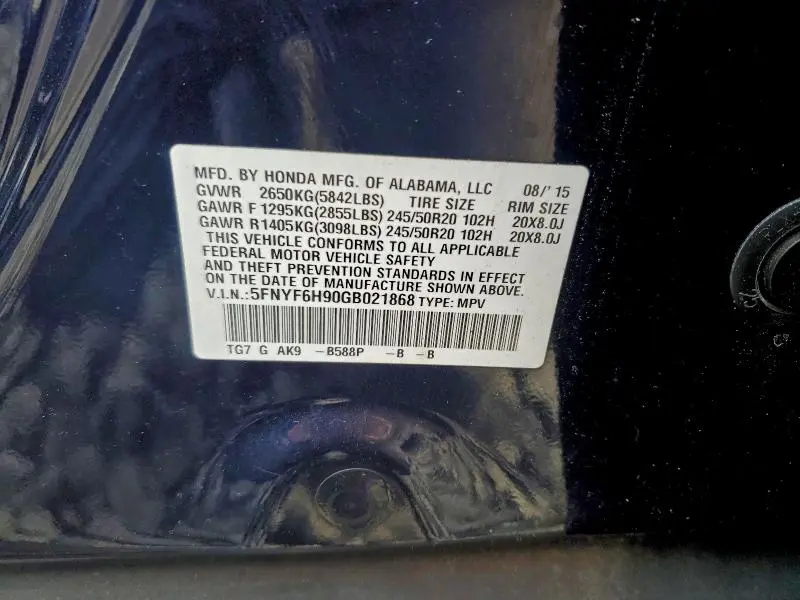 MFD. BY HONDA MFG. OF ALABAMA, LLC 08/'15
GVWR 2650KG(5842LBS) TIRE SIZE RIM SIZE
GAWR F 1295KG(2855LBS) 245/50R20 102H 20X8.0J
GAWR R1405KG(3098LBS) 245/50R20 102H 20X8.0J
THIS VEHICLE CONFORMS TO ALL APPLICABLE
FEDERAL MOTOR VEHICLE SAFETY
AND THEFT PREVENTION STANDARDS IN EFFECT
ON THE DATE OF MANUFACTURE SHOWN ABOVE.
V.I.N.:5FNYF6H90GB021868 TYPE: MPV
TG7 G AK9 -B588P -B -B